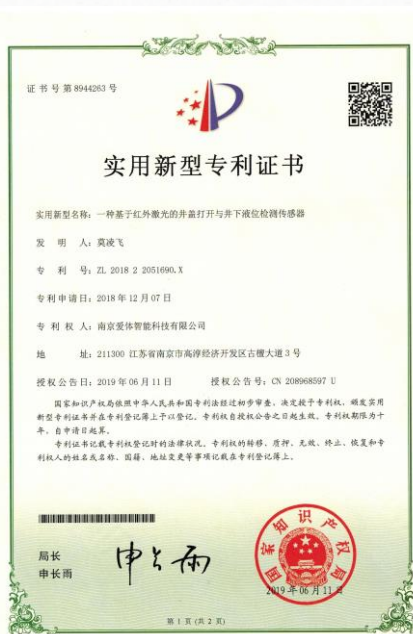 证书号第8944263号
实用新型专利证书
实用新型名称：一种基于红外激光的井盖打开与井下液位检测传感器
发 明 人：莫凌飞
专 利 号：ZL 2018 2 2051690.X
专利申请日：2018年12月07日
专 利 权 人：南京爱体智能科技有限公司
地 址：211300 江苏省南京市高淳经济开发区古檀大道3号
授权公告日：2019年06月11日 授权公告号：CN 208968597 U
国家知识产权局依照中华人民共和国专利法经过初步审查，决定授予专利权，颁发实用
新型专利证书并在专利登记簿上予以登记。专利权自授权公告之日起生效。专利权期限为十
年，自申请日起算。
专利证书记载专利权登记时的法律状况。专利权的转移、质押、无效、终止、恢复和专
利权人的姓名或名称、国籍、地址变更等事项记载在专利登记簿上。
局长
申长雨
申长雨
国家知识产权局
2019年06月11日
第 1 页 (共 2 页)